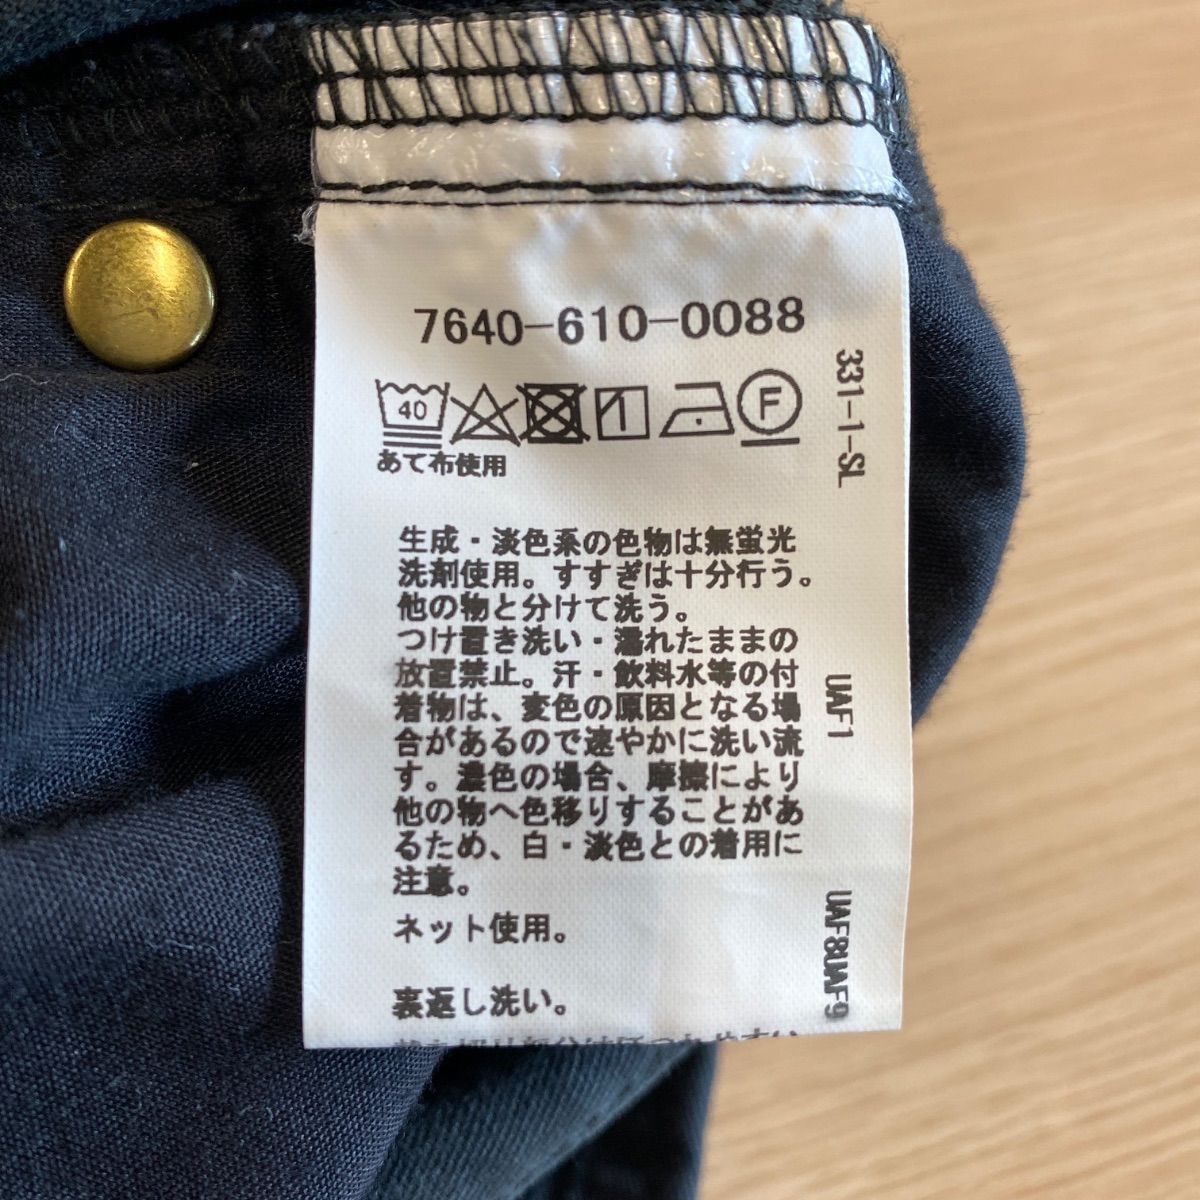 7640-610-0088
40
F
あて布使用
331-1-SL
生成・淡色系の色物は無蛍光
洗剤使用。すすぎは十分行う。
他の物と分けて洗う。
つけ置き洗い・濡れたままの
放置禁止。汗・飲料水等の付
着物は、変色の原因となる場
合があるので速やかに洗い流
す。濃色の場合、摩擦により
他の物へ色移りすることがあ
るため、白・淡色との着用に
注意。
ネット使用。
裏返し洗い。
UAF1
UAF8UAF9